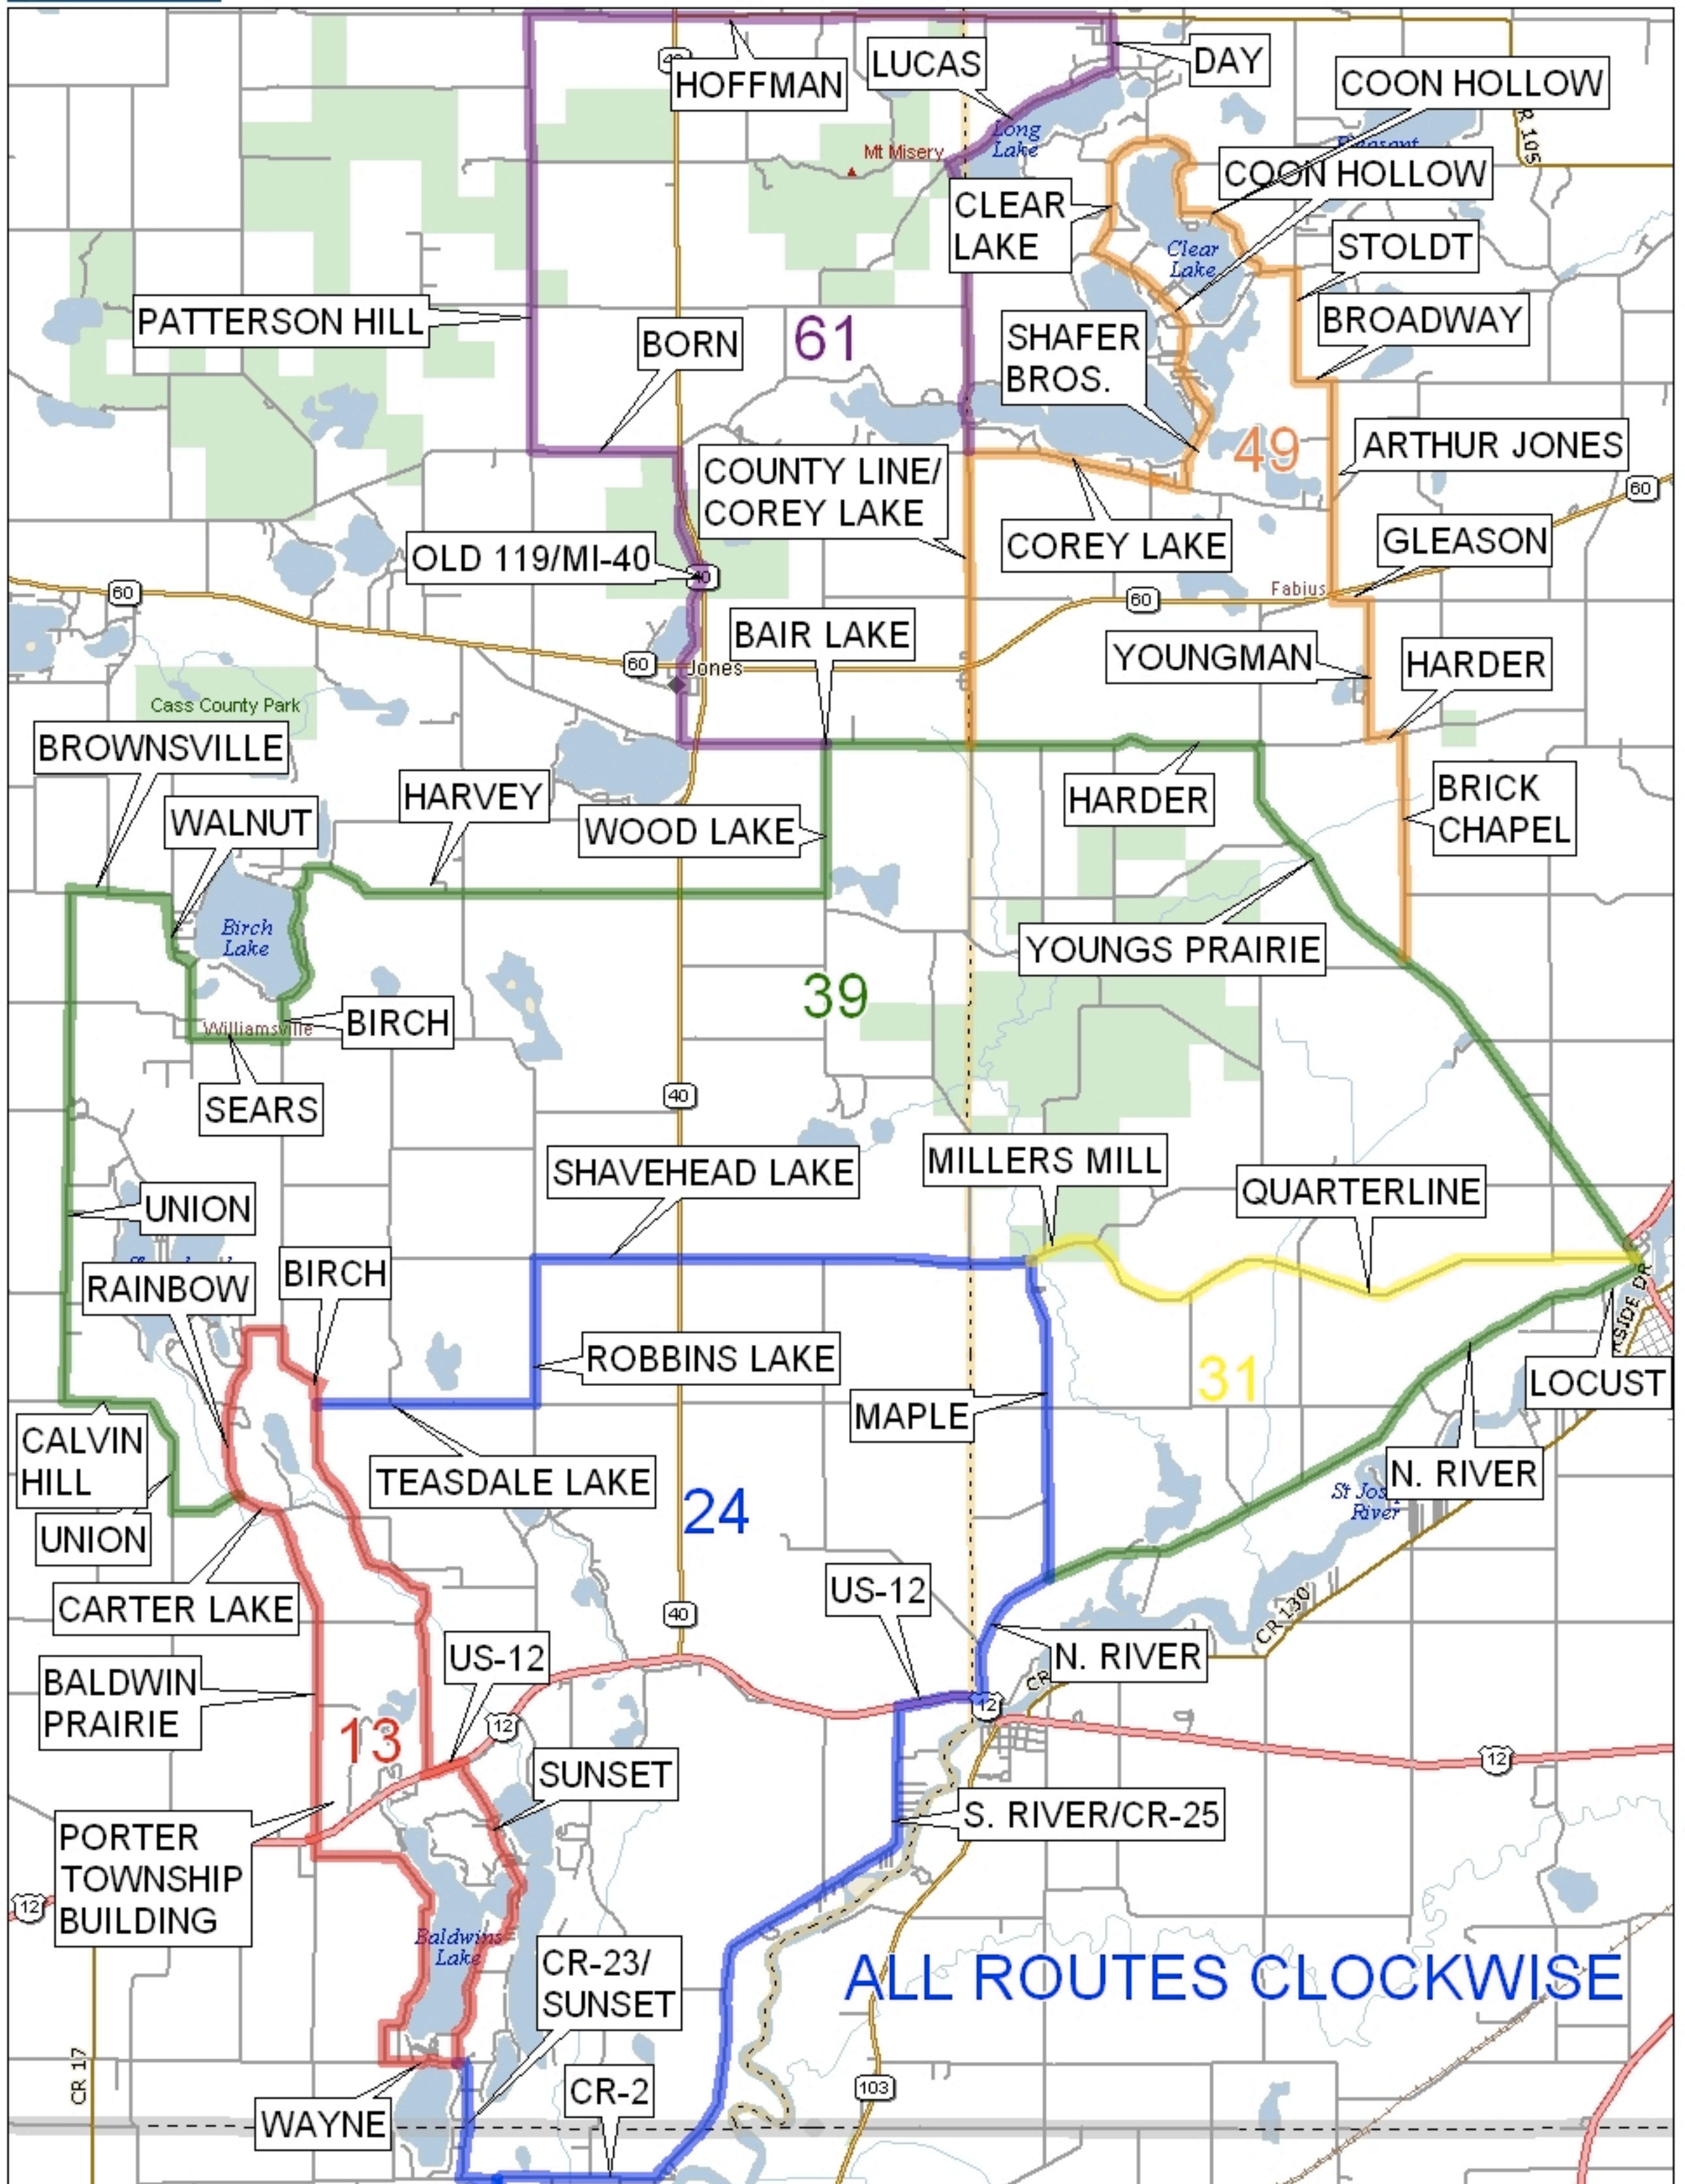 HOFFMAN
LUCAS
DAY
COON HOLLOW
Long
Lake
R 105
Mt Misery
COON HOLLOW
CLEAR
LAKE
Clear
Lake
STOLDT
PATTERSON HILL
BORN
61
SHAFER
BROS.
BROADWAY
49
ARTHUR JONES
COUNTY LINE/
COREY LAKE
60
OLD 119/MI-40
40
COREY LAKE
GLEASON
60
60
Fabius
BAIR LAKE
YOUNGMAN
HARDER
60
Jones
Cass County Park
BROWNSVILLE
WALNUT
HARVEY
WOOD LAKE
HARDER
BRICK
CHAPEL
Birch
Lake
YOUNGS PRAIRIE
39
Williamsville
BIRCH
SEARS
40
SHAVEHEAD LAKE
MILLERS MILL
QUARTERLINE
UNION
RAINBOW
BIRCH
ROBBINS LAKE
31
MAPLE
LOCUST
CALVIN
HILL
TEASDALE LAKE
24
N. RIVER
River
UNION
CARTER LAKE
US-12
40
CR 130
US-12
N. RIVER
CR
BALDWIN
PRAIRIE
13
12
12
12
SUNSET
S. RIVER/CR-25
PORTER
TOWNSHIP
BUILDING
12
Baldwins
Lake
CR-23/
SUNSET
ALL ROUTES CLOCKWISE
CR 17
CR-2
103
WAYNE